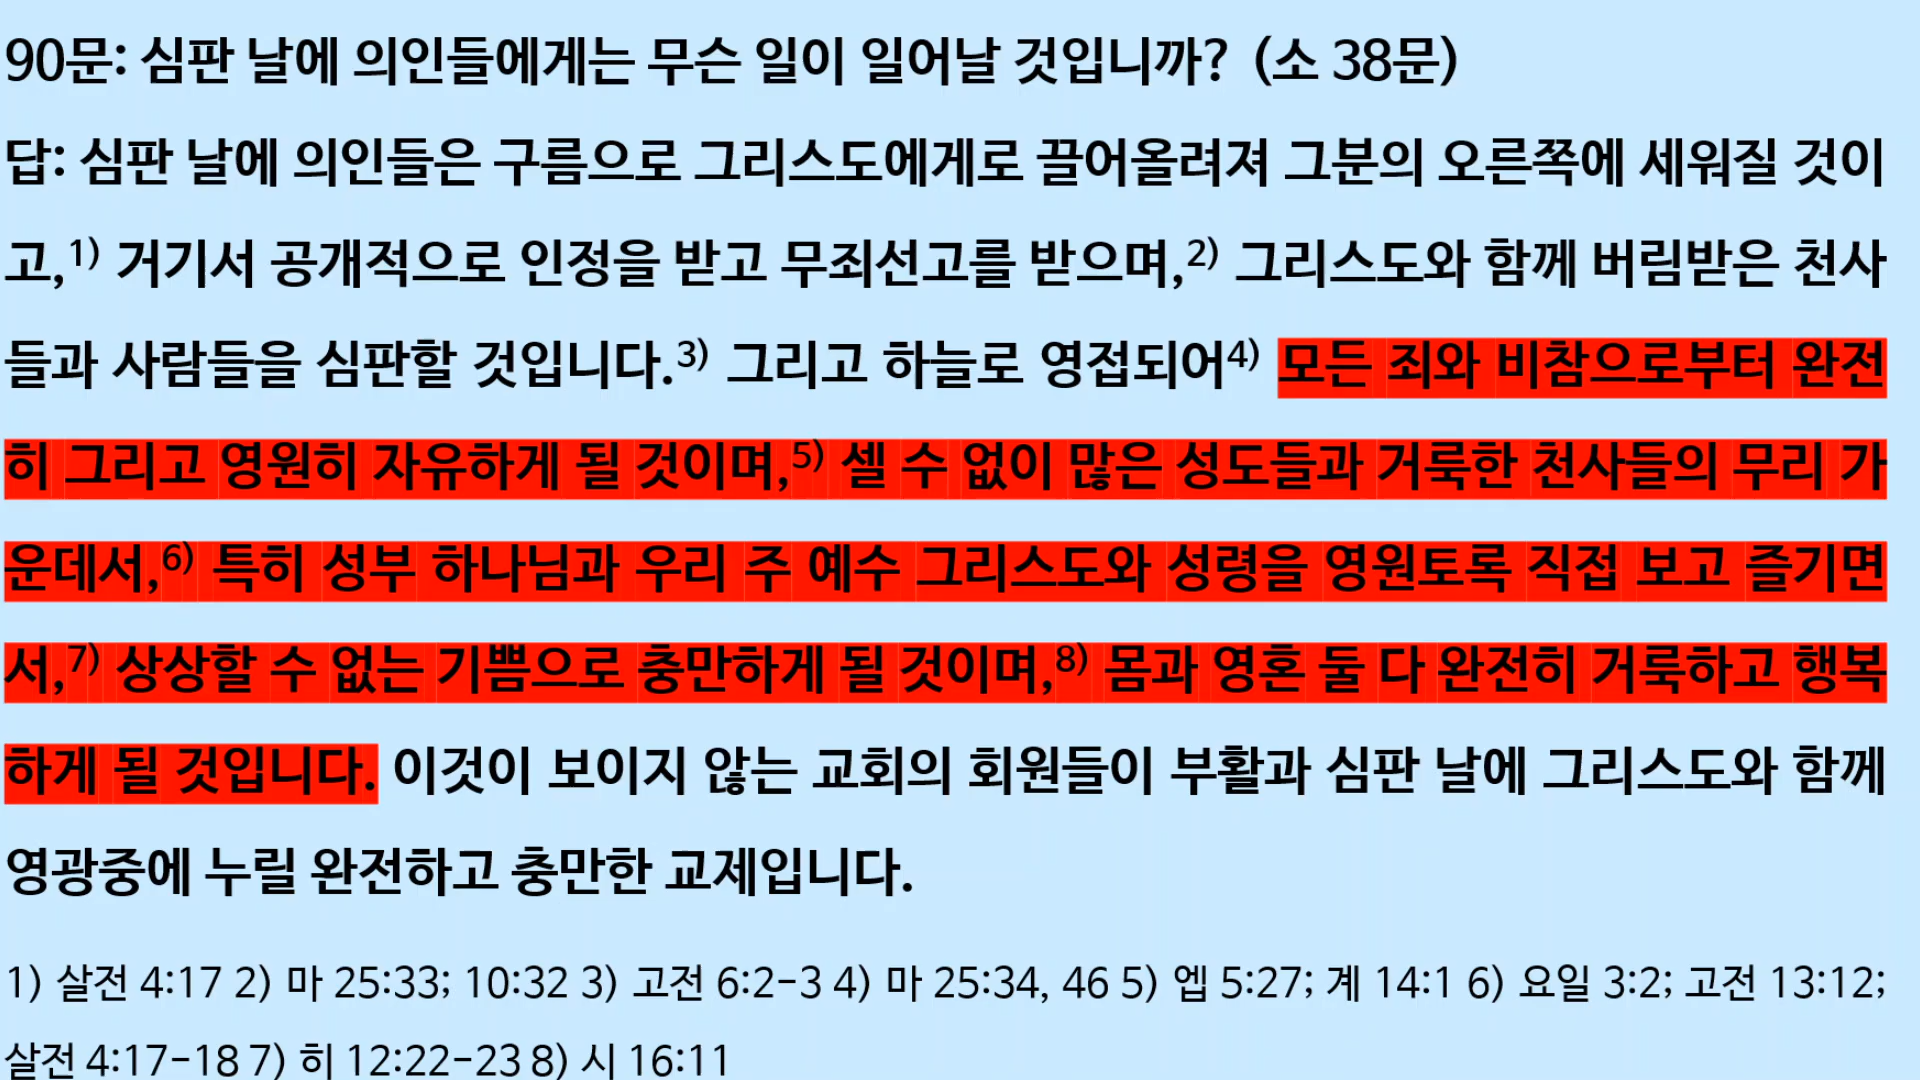 90문: 심판 날에 의인들에게는 무슨 일이 일어날 것입니까? (소 38문)
답: 심판 날에 의인들은 구름으로 그리스도에게로 끌어올려져 그분의 오른쪽에 세워질 것이
고,1) 거기서 공개적으로 인정을 받고 무죄선고를 받으며,2) 그리스도와 함께 버림받은 천사
들과 사람들을 심판할 것입니다.3) 그리고 하늘로 영접되어4) 모든 죄와 비참으로부터 완전
히 그리고 영원히 자유하게 될 것이며,5) 셀 수 없이 많은 성도들과 거룩한 천사들의 무리 가
운데서,6) 특히 성부 하나님과 우리 주 예수 그리스도와 성령을 영원토록 직접 보고 즐기면
서,7) 상상할 수 없는 기쁨으로 충만하게 될 것이며,8) 몸과 영혼 둘 다 완전히 거룩하고 행복
하게 될 것입니다. 이것이 보이지 않는 교회의 회원들이 부활과 심판 날에 그리스도와 함께
영광중에 누릴 완전하고 충만한 교제입니다.
1) 살전 4:17 2) 마 25:33; 10:32 3) 고전 6:2-3 4) 마 25:34, 46 5) 엡 5:27; 계 14:1 6) 요일 3:2; 고전 13:12;
살전 4:17-18 7) 히 12:22-23 8) 시 16:11